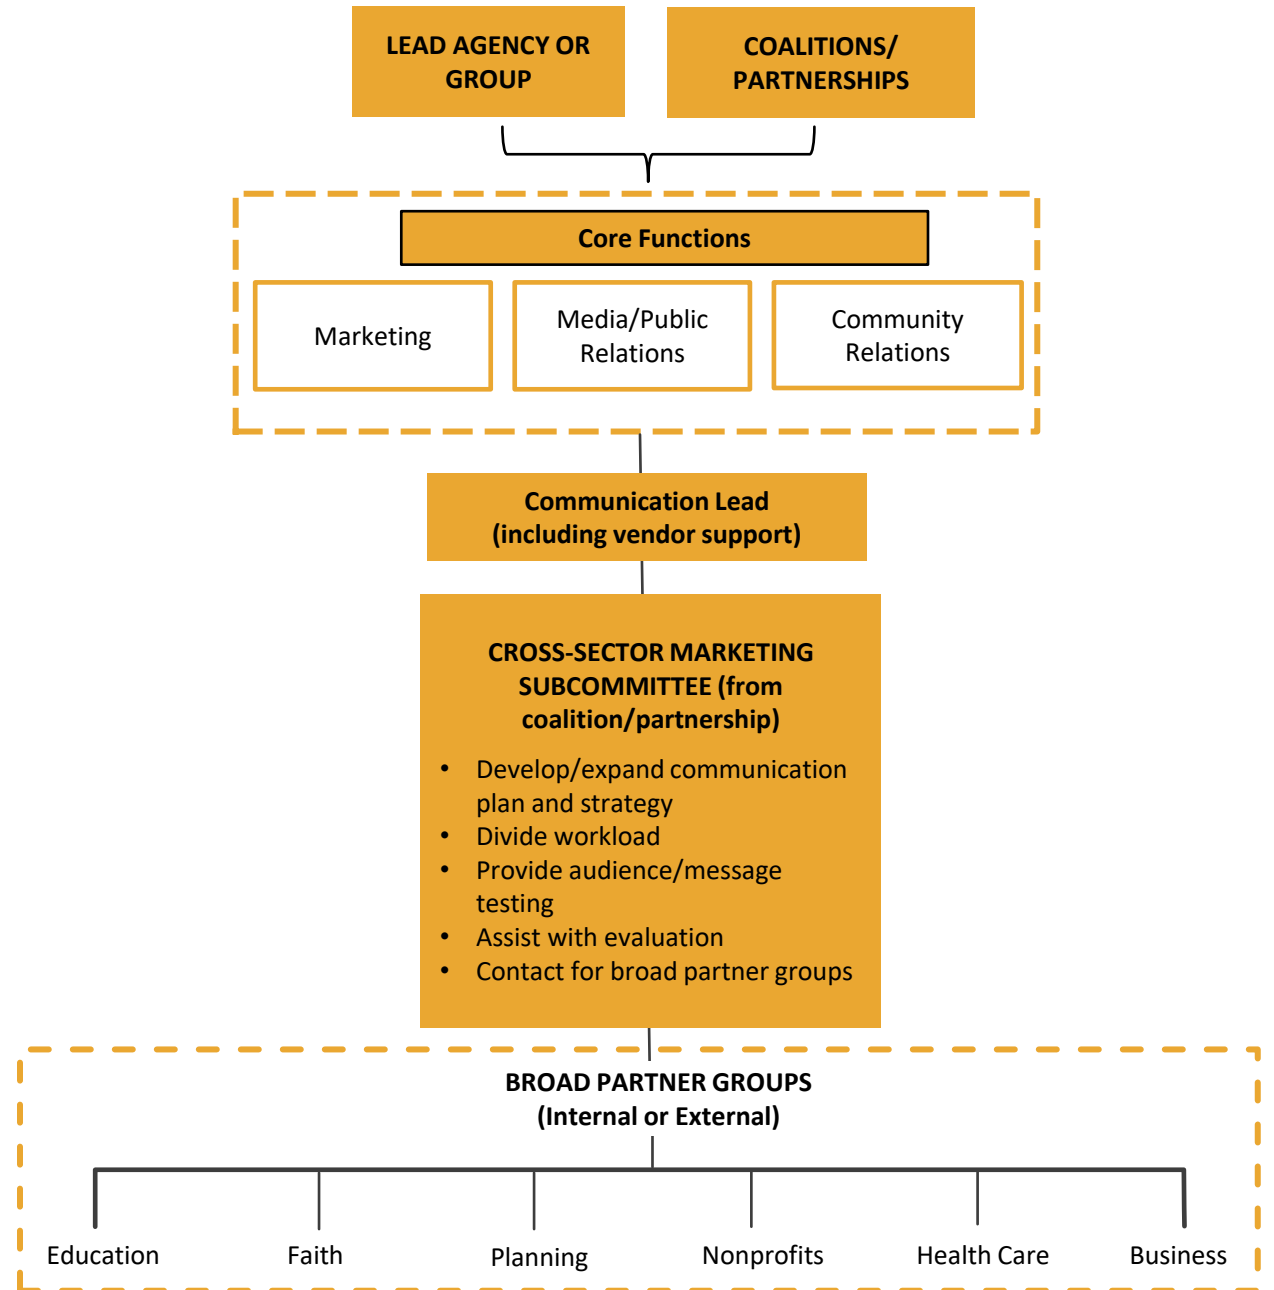 LEAD AGENCY OR
GROUP
COALITIONS/
PARTNERSHIPS
Core Functions
Marketing
Media/Public
Relations
Community
Relations
Communication Lead
(including vendor support)
CROSS-SECTOR MARKETING
SUBCOMMITTEE (from
coalition/partnership)
• Develop/expand communication
plan and strategy
• Divide workload
• Provide audience/message
testing
• Assist with evaluation
• Contact for broad partner groups
BROAD PARTNER GROUPS
(Internal or External)
Education
Faith
Planning
Nonprofits
Health Care
Business